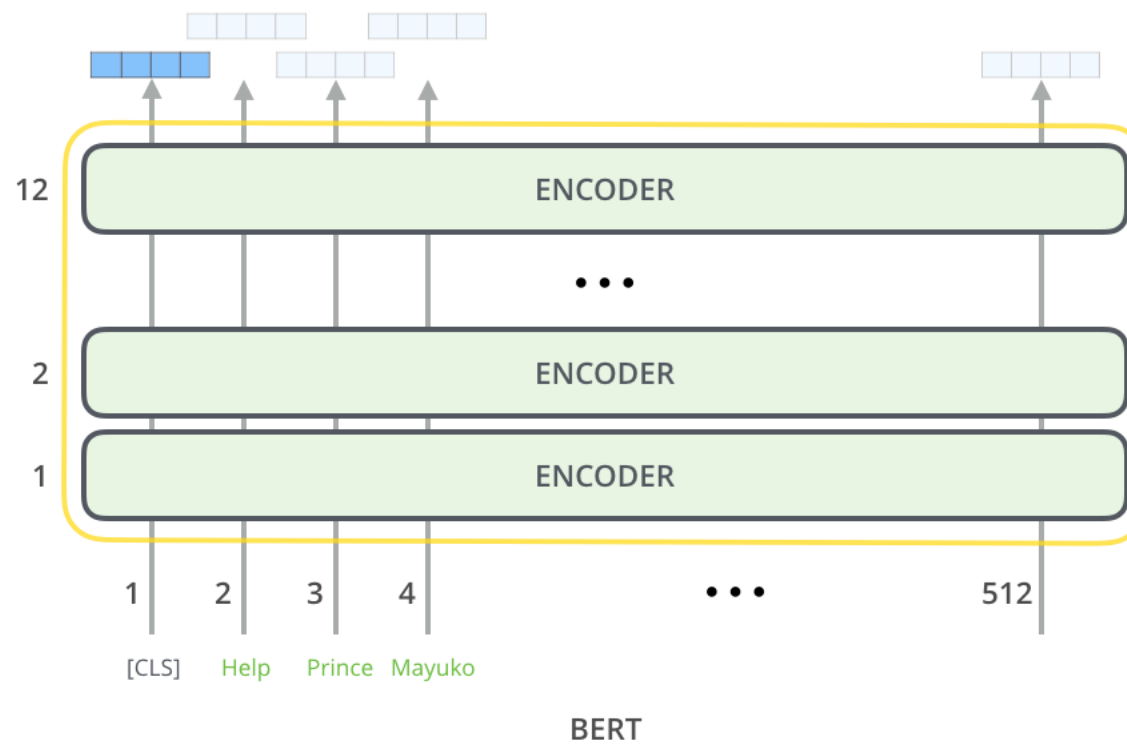 12 ENCODER
...
2 ENCODER
1 ENCODER
1 2 3 4 ... 512
[CLS] Help Prince Mayuko
BERT